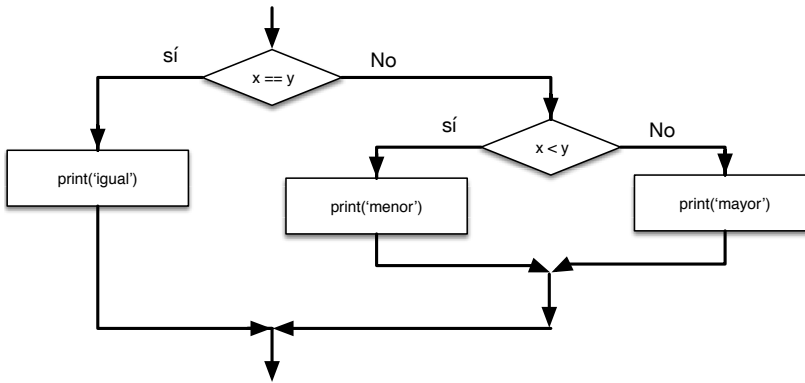 sí
No
x == y
sí
No
x < y
print(‘igual’)
print(‘menor’)
print(‘mayor’)